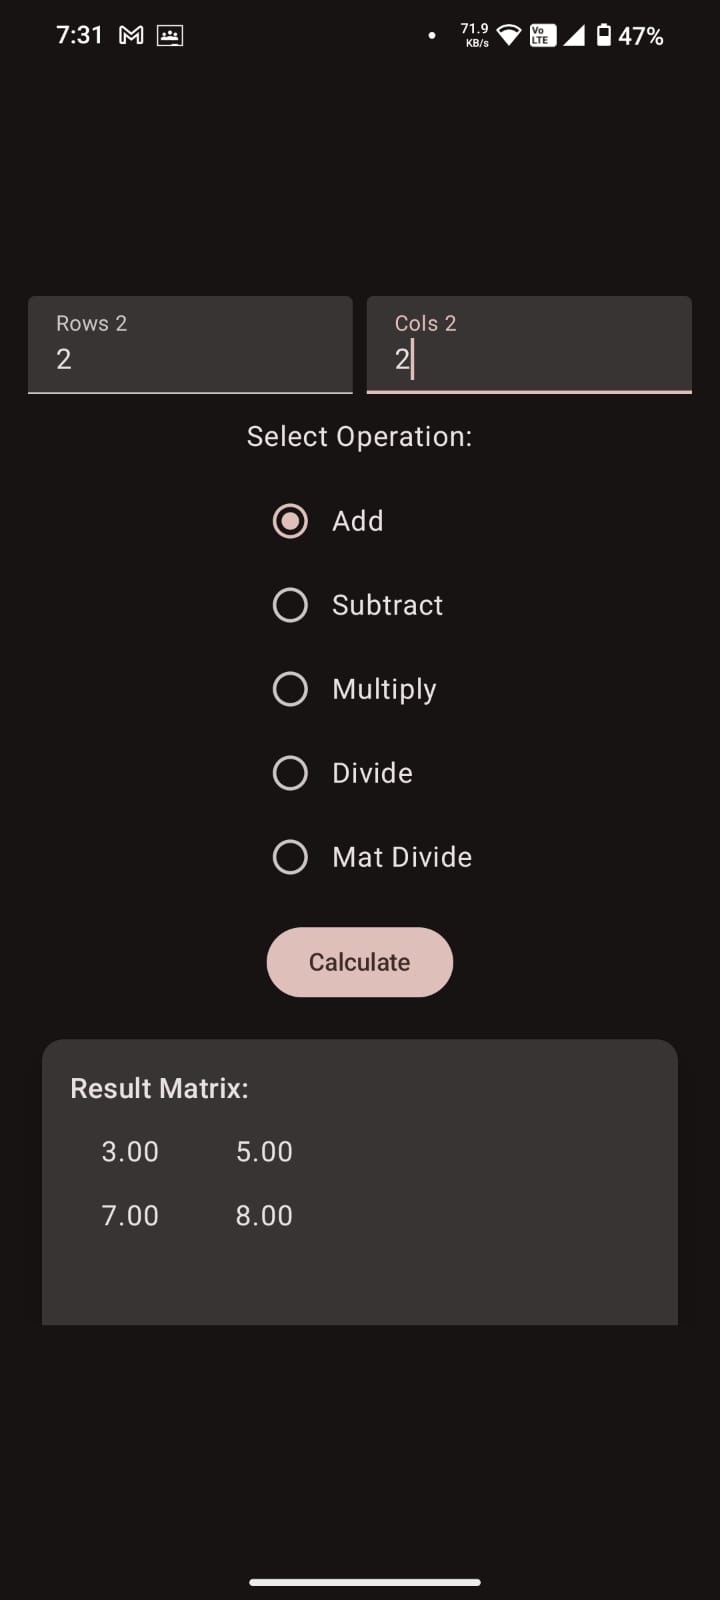 7:31 71.9 KB/s Vo LTE 47%
Rows 2 Cols 2
2 2
Select Operation:
Add
Subtract
Multiply
Divide
Mat Divide
Calculate
Result Matrix:
3.00 5.00
7.00 8.00